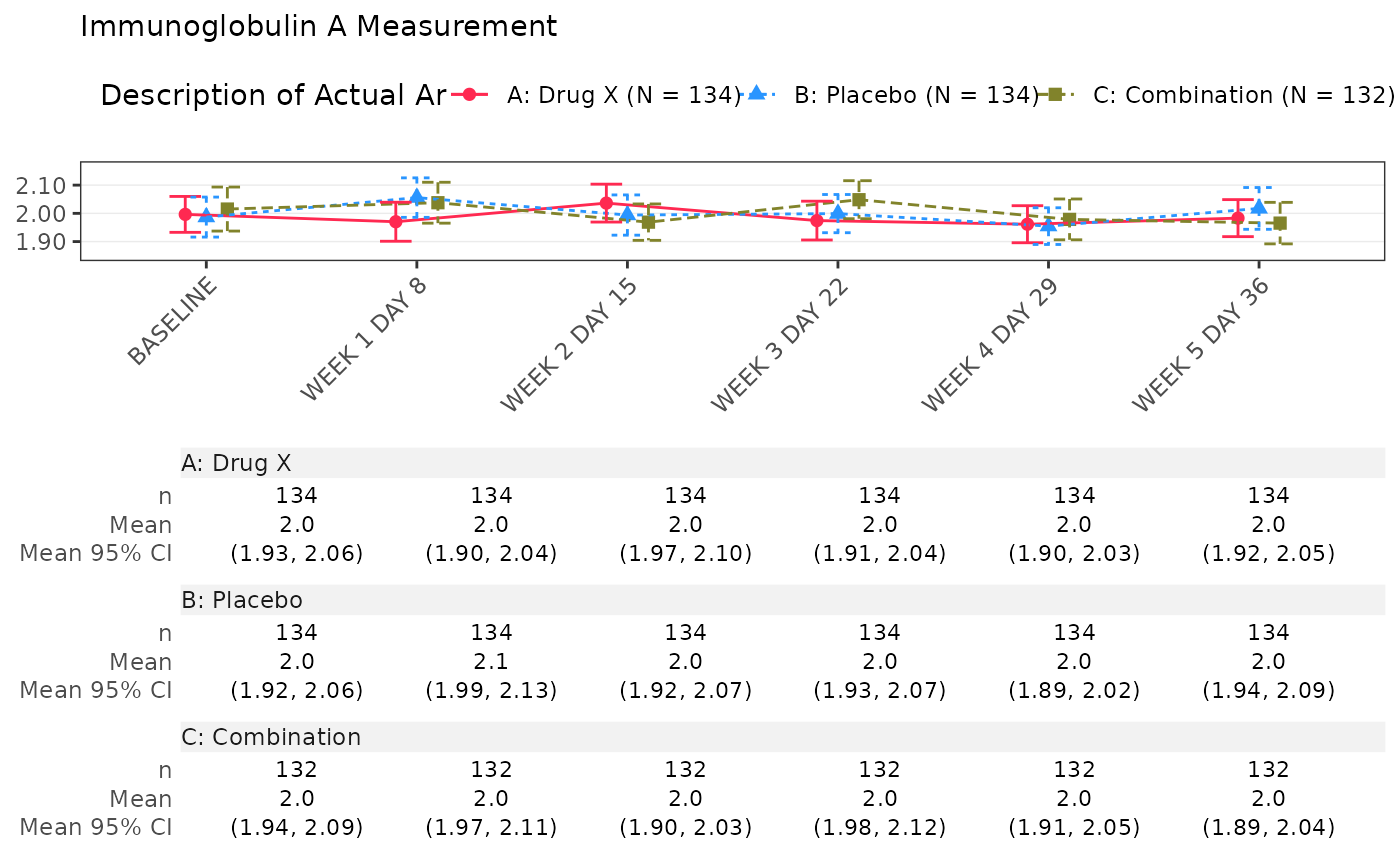 Immunoglobulin A Measurement
Description of Actual Ar A: Drug X (N = 134) B: Placebo (N = 134) C: Combination (N = 132)
2.10
2.00
1.90
BASELINE WEEK 1 DAY 8 WEEK 2 DAY 15 WEEK 3 DAY 22 WEEK 4 DAY 29 WEEK 5 DAY 36
A: Drug X
n 134 134 134 134 134 134
Mean 2.0 2.0 2.0 2.0 2.0 2.0
Mean 95% CI (1.93, 2.06) (1.90, 2.04) (1.97, 2.10) (1.91, 2.04) (1.90, 2.03) (1.92, 2.05)
B: Placebo
n 134 134 134 134 134 134
Mean 2.0 2.1 2.0 2.0 2.0 2.0
Mean 95% CI (1.92, 2.06) (1.99, 2.13) (1.92, 2.07) (1.93, 2.07) (1.89, 2.02) (1.94, 2.09)
C: Combination
n 132 132 132 132 132 132
Mean 2.0 2.0 2.0 2.0 2.0 2.0
Mean 95% CI (1.94, 2.09) (1.97, 2.11) (1.90, 2.03) (1.98, 2.12) (1.91, 2.05) (1.89, 2.04)